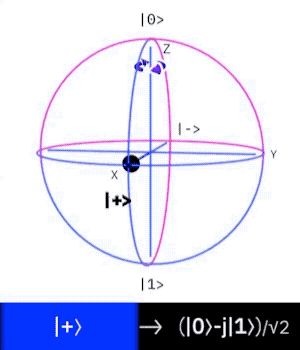 |0>
Z
|->
Y
X
|+>
|1>
|+⟩ → (|0⟩-j|1⟩)/√2